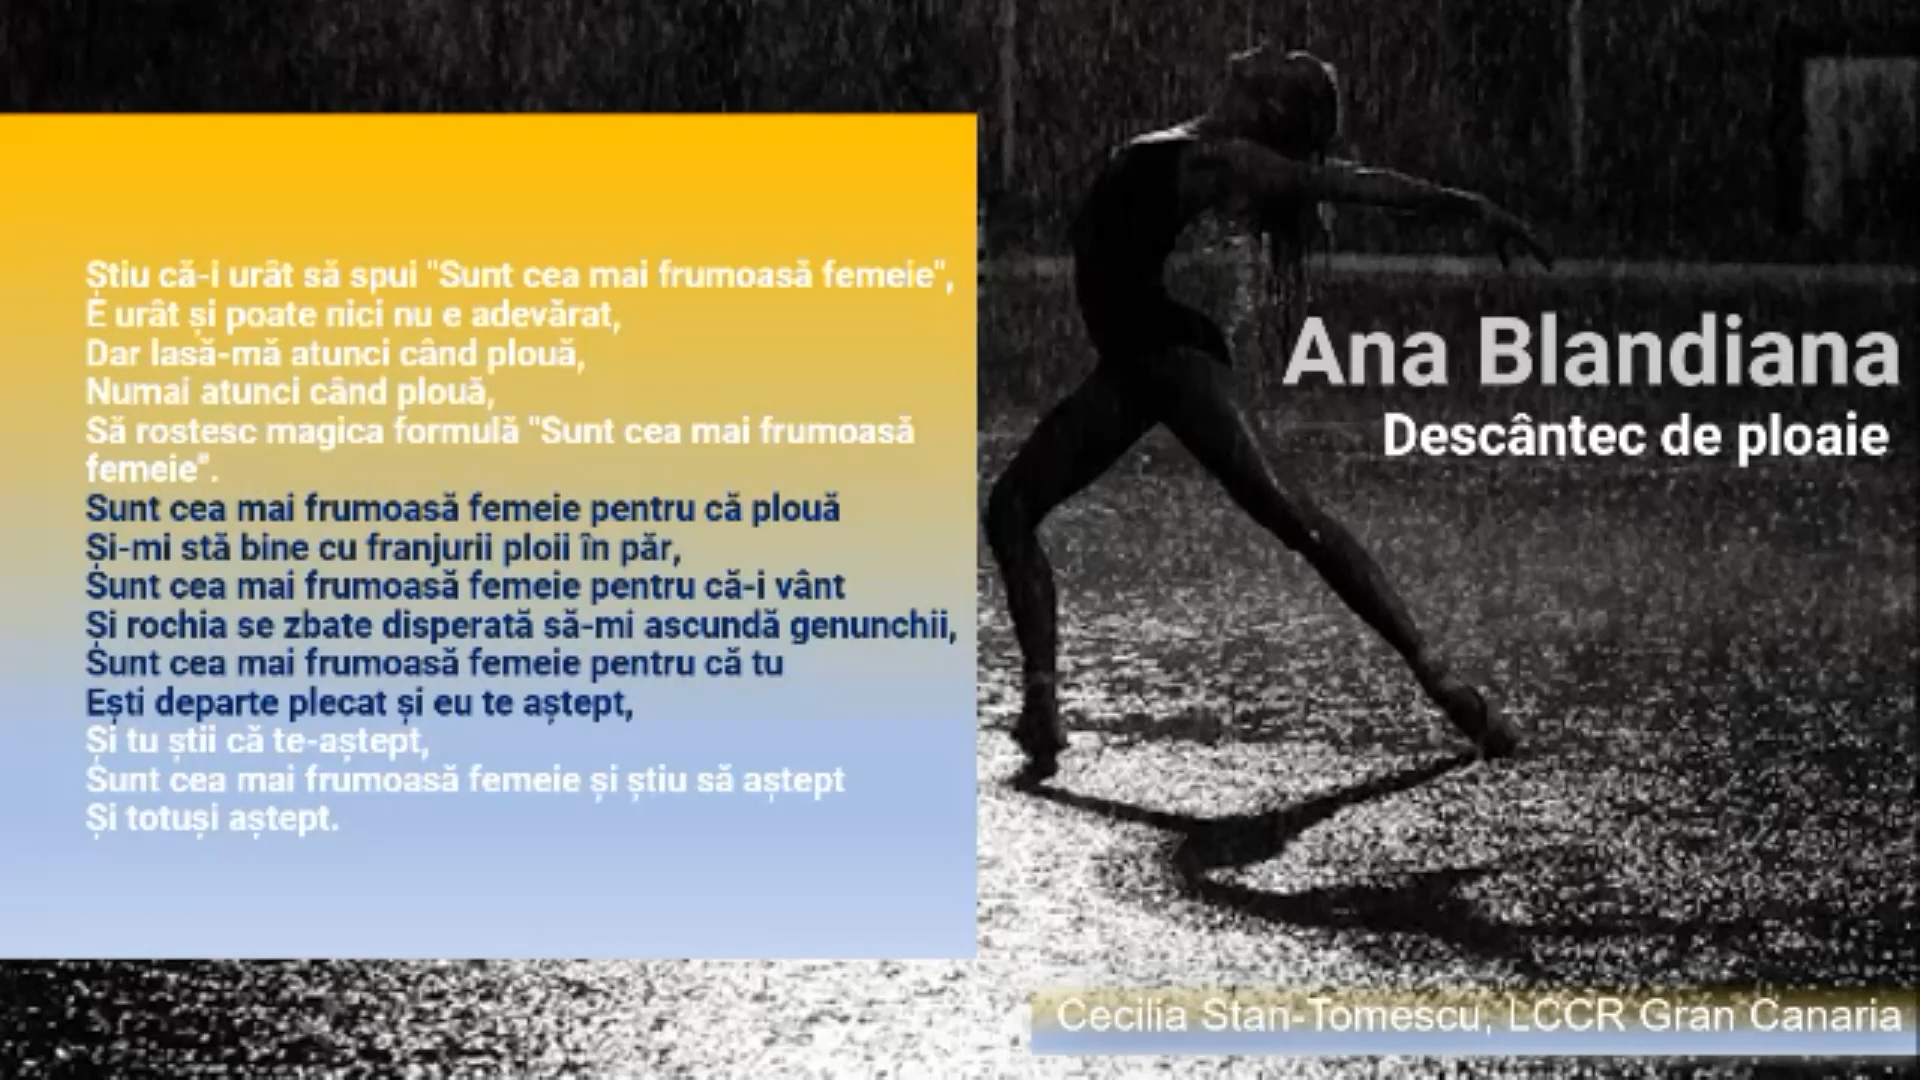 Știu că-i urât să spui "Sunt cea mai frumoasă femeie",
E urât și poate nici nu e adevărat,
Dar lasă-mă atunci când plouă,
Numai atunci când plouă,
Să rostesc magica formulă "Sunt cea mai frumoasă
femeie".
Sunt cea mai frumoasă femeie pentru că plouă
Și-mi stă bine cu franjurii ploii în păr,
Sunt cea mai frumoasă femeie pentru că-i vânt
Și rochia se zbate disperată să-mi ascundă genunchii,
Sunt cea mai frumoasă femeie pentru că tu
Ești departe plecat și eu te aștept,
Și tu știi că te-aștept,
Sunt cea mai frumoasă femeie și știu să aștept
Și totuși aștept.
Ana Blandiana
Descântec de ploaie
Cecilia Stan-Tomescu, LCCR Gran Canaria